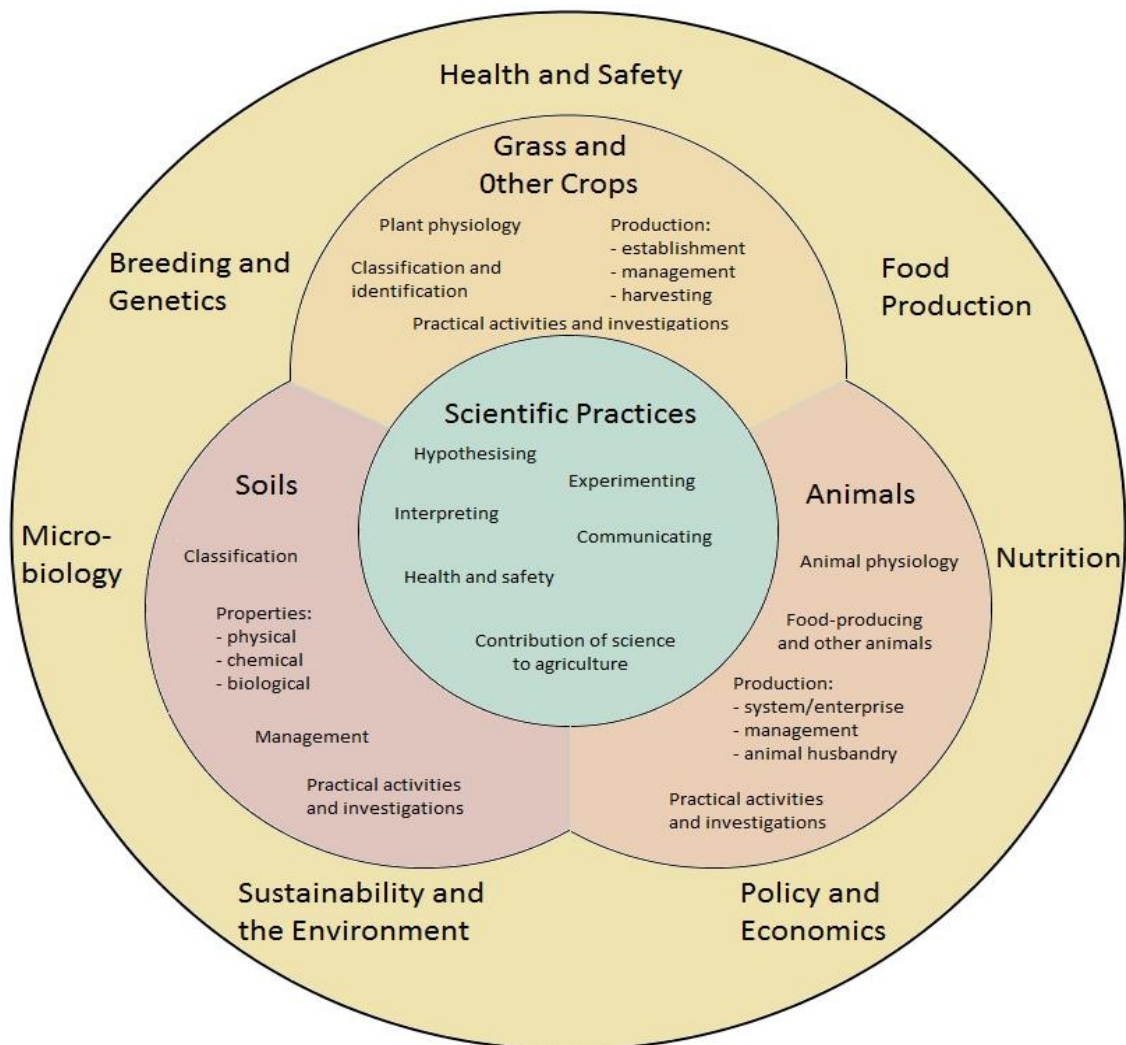 Health and Safety
Grass and
0ther Crops
Plant physiology
Classification and
identification
Production:
- establishment
- management
- harvesting
Practical activities and investigations
Breeding and
Genetics
Food
Production
Scientific Practices
Hypothesising
Experimenting
Interpreting
Communicating
Health and safety
Contribution of science
to agriculture
Soils
Classification
Properties:
- physical
- chemical
- biological
Management
Practical activities
and investigations
Animals
Animal physiology
Food-producing
and other animals
Production:
- system/enterprise
- management
- animal husbandry
Practical activities
and investigations
Micro-
biology
Nutrition
Sustainability and
the Environment
Policy and
Economics